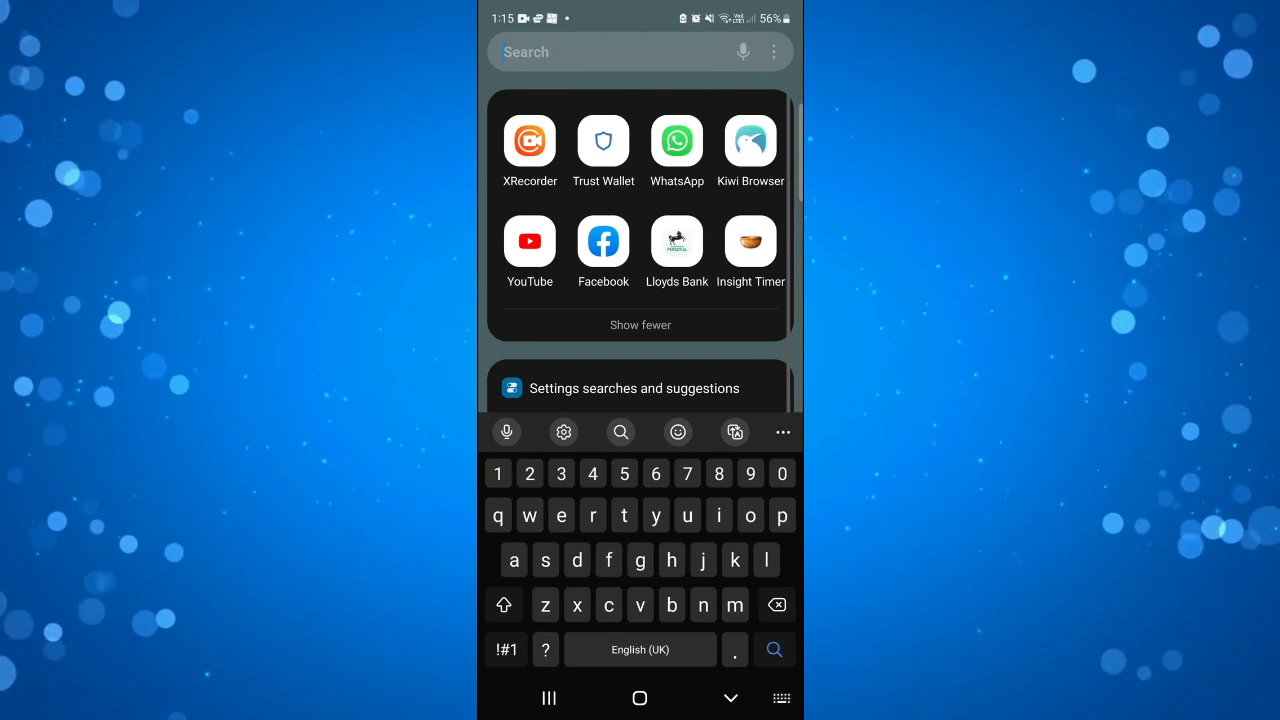 1:15 56%
Search
XRecorder Trust Wallet WhatsApp Kiwi Browser
PERSONAL
YouTube Facebook Lloyds Bank Insight Timer
Show fewer
Settings searches and suggestions
1 2 3 4 5 6 7 8 9 0
q w e r t y u i o p
a s d f g h j k l
z x c v b n m
!#1 ? English (UK) .